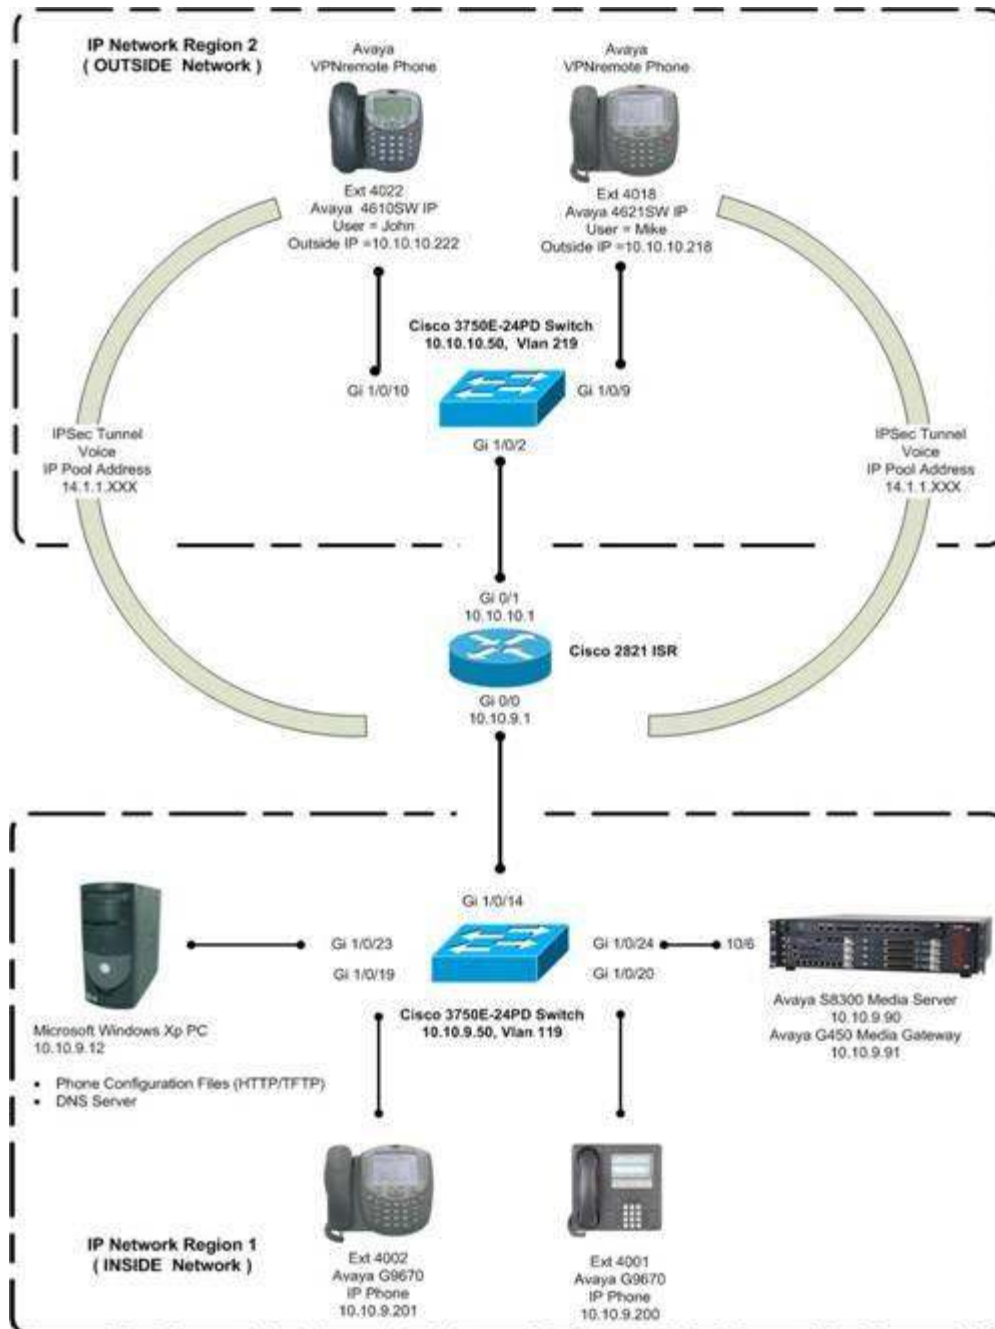 IP Network Region 2
( OUTSIDE Network )
Avaya
VPNremote Phone
Avaya
VPNremote Phone
Ext 4022
Avaya 4610SW IP
User = John
Outside IP =10.10.10.222
Ext 4018
Avaya 4621SW IP
User = Mike
Outside IP =10.10.10.218
Cisco 3750E-24PD Switch
10.10.10.50, Vlan 219
Gi 1/0/10
Gi 1/0/9
Gi 1/0/2
IPSec Tunnel
Voice
IP Pool Address
14.1.1.XXX
IPSec Tunnel
Voice
IP Pool Address
14.1.1.XXX
Gi 0/1
10.10.10.1
Cisco 2821 ISR
Gi 0/0
10.10.9.1
Gi 1/0/14
Gi 1/0/23
Gi 1/0/24
10/6
Gi 1/0/19
Gi 1/0/20
Cisco 3750E-24PD Switch
10.10.9.50, Vlan 119
Microsoft Windows Xp PC
10.10.9.12
• Phone Configuration Files (HTTP/TFTP)
• DNS Server
Avaya S8300 Media Server
10.10.9.90
Avaya G450 Media Gateway
10.10.9.91
IP Network Region 1
( INSIDE Network )
Ext 4002
Avaya G9670
IP Phone
10.10.9.201
Ext 4001
Avaya G9670
IP Phone
10.10.9.200